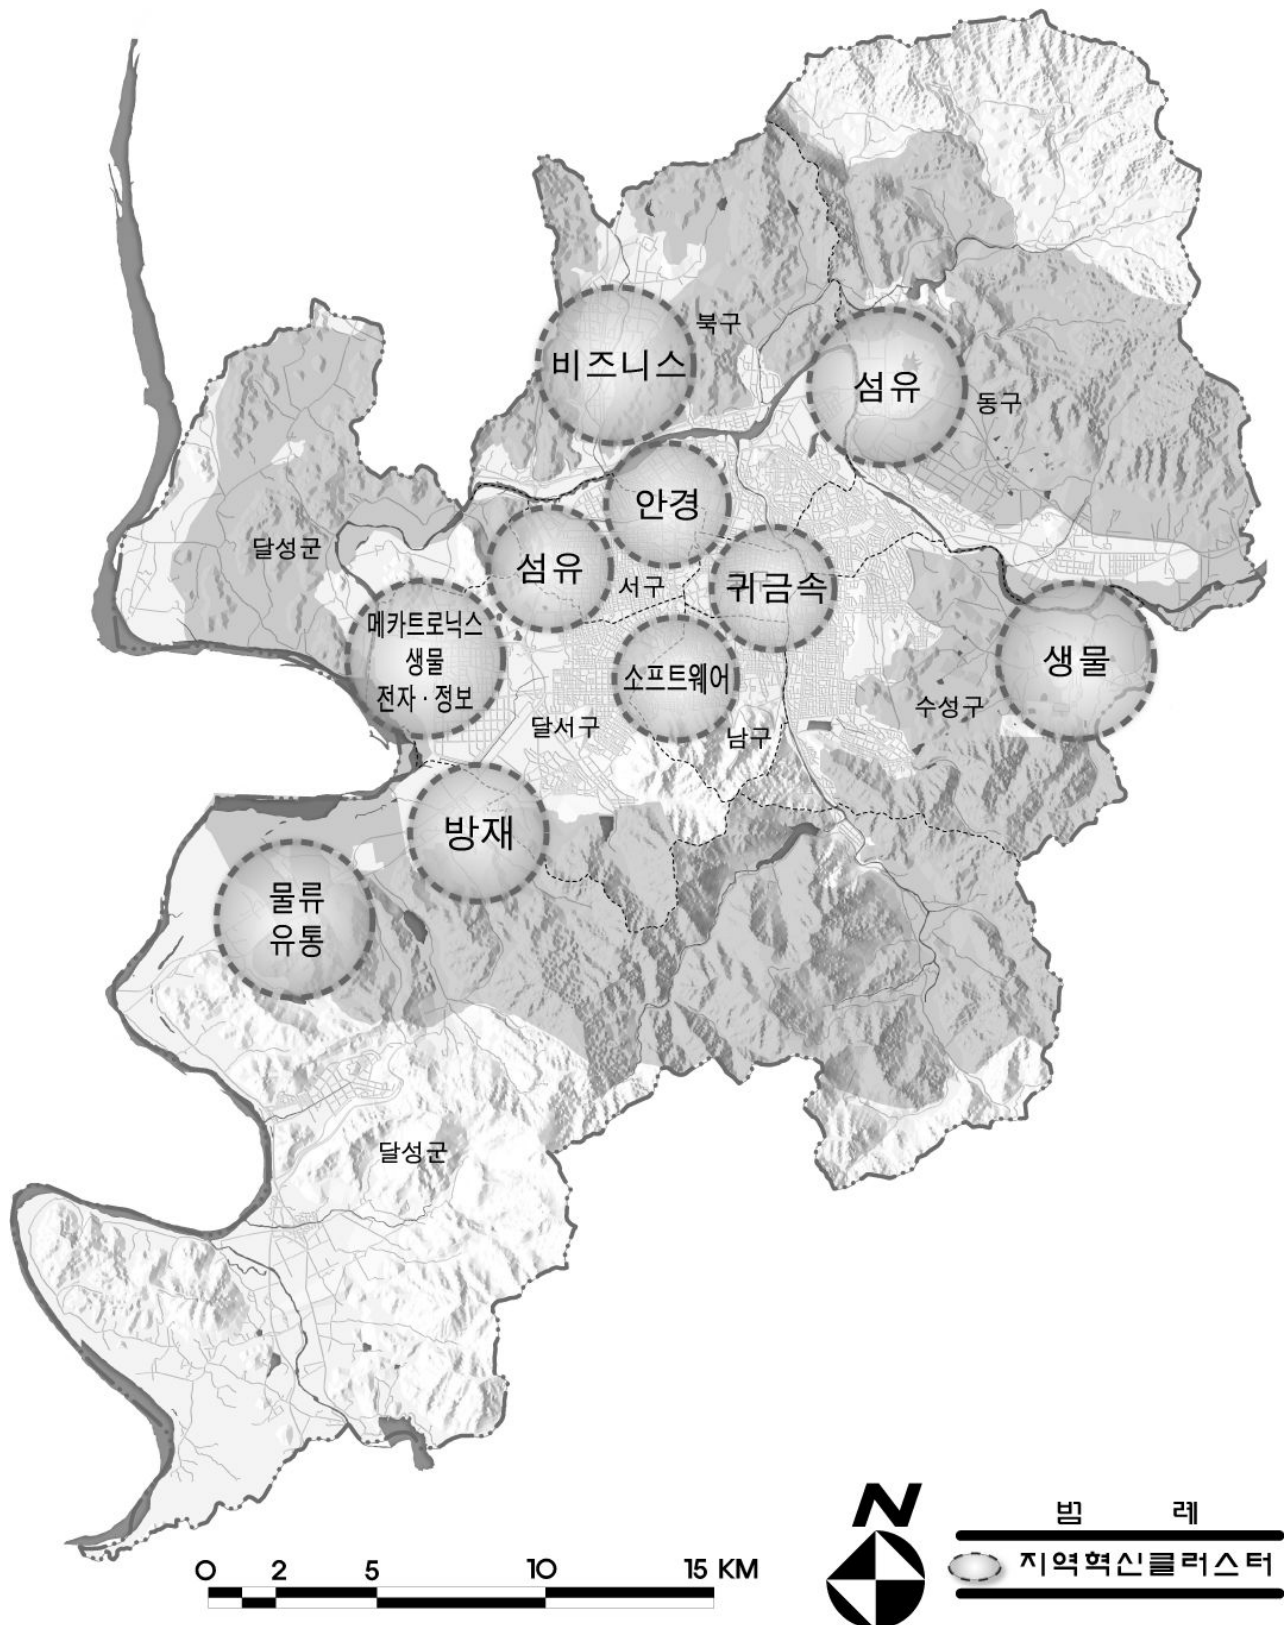 북구
비즈니스
섬유
동구
안경
달성군
섬유
서구
귀금속
메카트로닉스
생물
전자·정보
소프트웨어
생물
수성구
달서구
남구
방재
물류
유통
달성군
N
범 례
지역혁신클러스터
0 2 5 10 15 KM